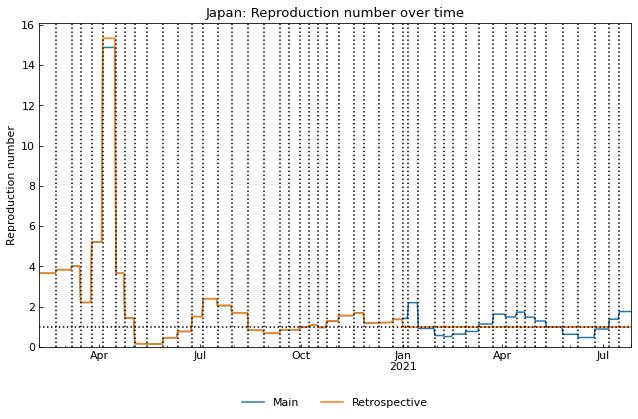 Japan: Reproduction number over time
Reproduction number
16
14
12
10
8
6
4
2
0
Apr
Jul
Oct
Jan
2021
Apr
Jul
Main
Retrospective